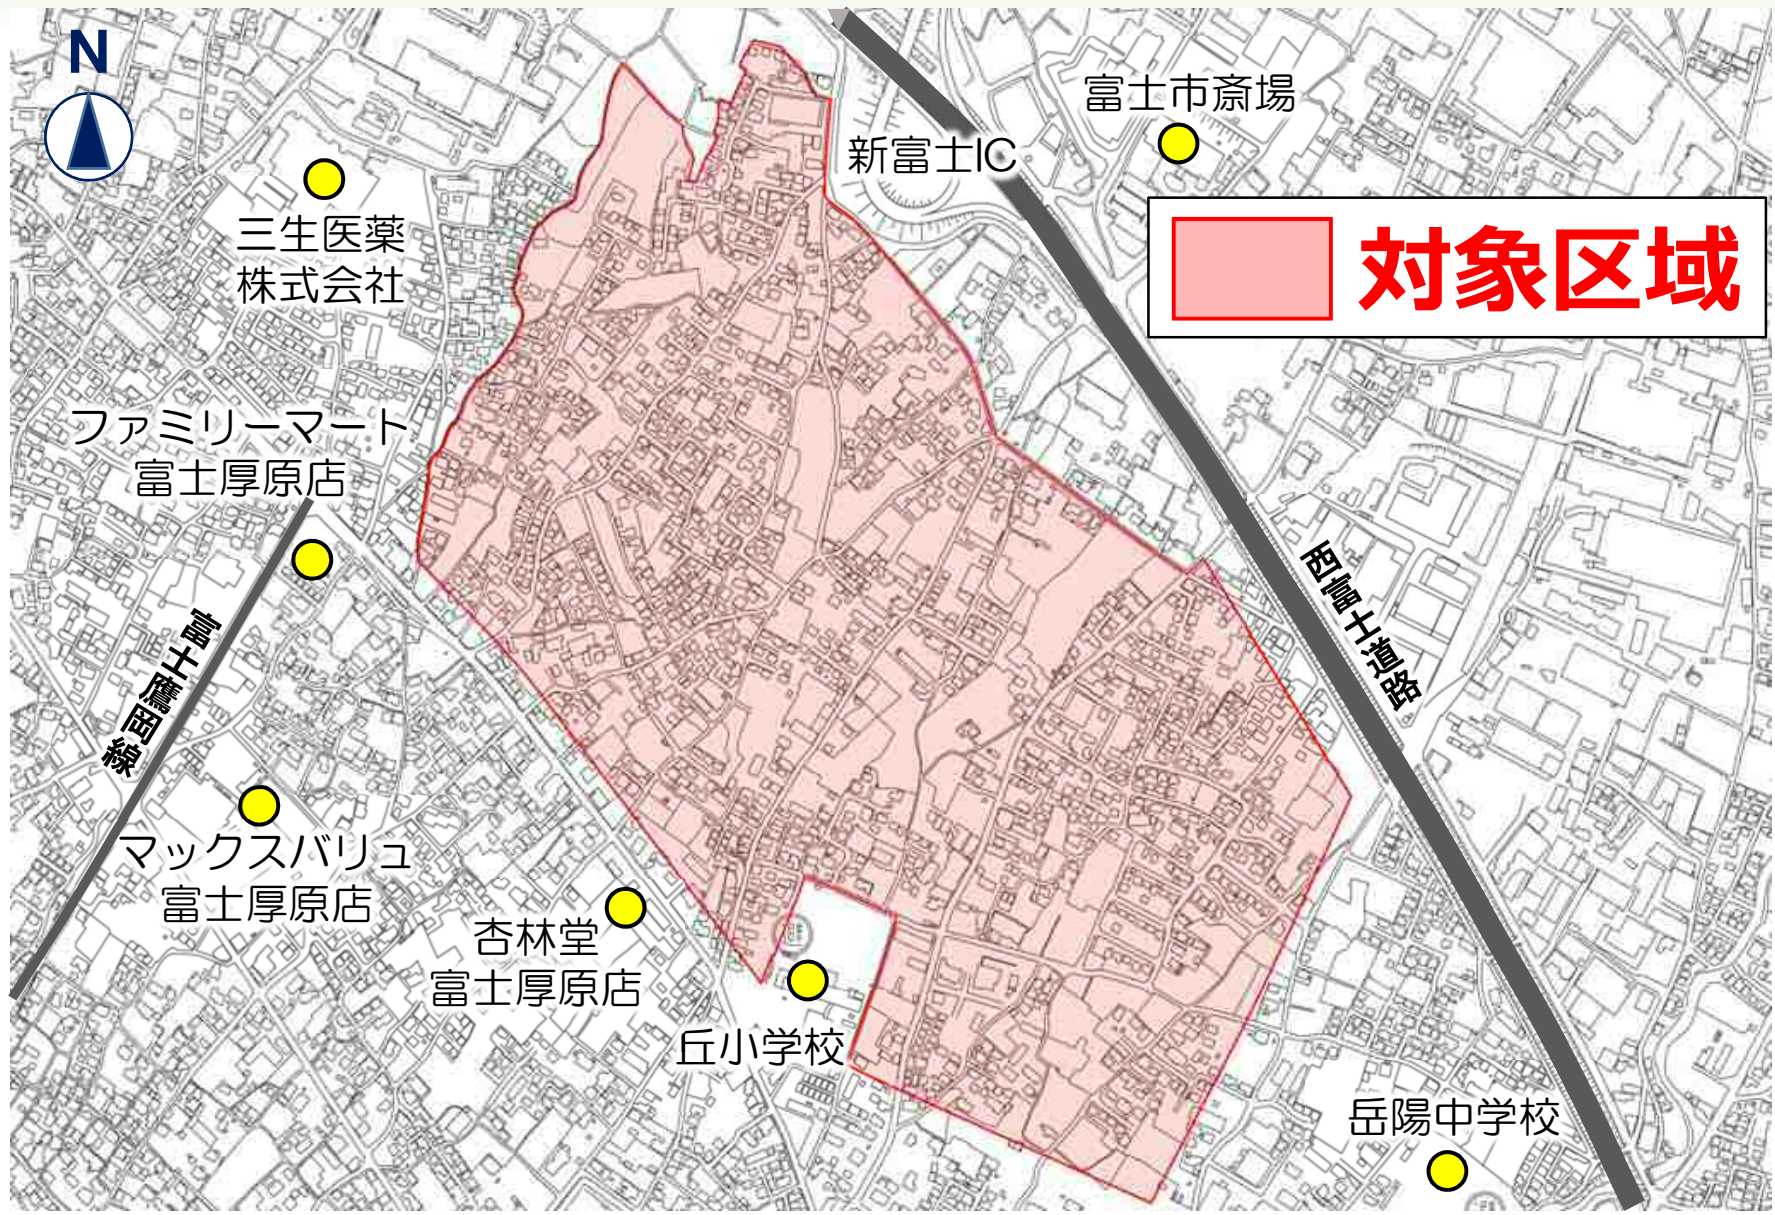 N
富士市斎場
新富士IC
対象区域
三生医薬
株式会社
ファミリーマート
富士厚原店
西富士道路
富士鷹岡線
マックスバリュ
富士厚原店
杏林堂
富士厚原店
丘小学校
岳陽中学校